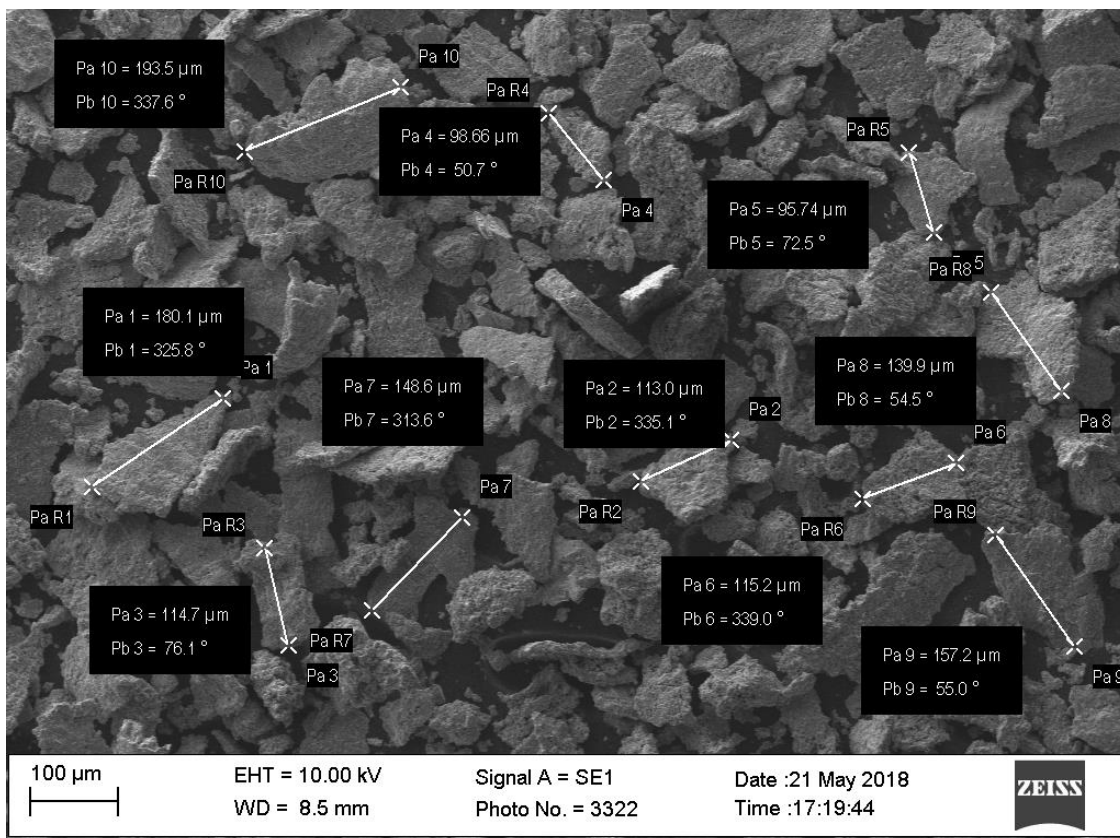 Pa 10 = 193.5 µm
Pb 10 = 337.6 °
Pa 10
Pa R10
Pa R4
Pa 4 = 98.66 µm
Pb 4 = 50.7 °
Pa 4
Pa R5
Pa 5 = 95.74 µm
Pb 5 = 72.5 °
Pa R8 5
Pa 1 = 180.1 µm
Pb 1 = 325.8 °
Pa 1
Pa 7 = 148.6 µm
Pb 7 = 313.6 °
Pa 2 = 113.0 µm
Pb 2 = 335.1 °
Pa 2
Pa 8 = 139.9 µm
Pb 8 = 54.5 °
Pa 8
Pa 6
Pa R1
Pa R3
Pa 7
Pa R2
Pa R6
Pa R9
Pa 3 = 114.7 µm
Pb 3 = 76.1 °
Pa R7
Pa 3
Pa 6 = 115.2 µm
Pb 6 = 339.0 °
Pa 9 = 157.2 µm
Pb 9 = 55.0 °
Pa 9
100 µm
EHT = 10.00 kV
WD = 8.5 mm
Signal A = SE1
Photo No. = 3322
Date :21 May 2018
Time :17:19:44
ZEISS